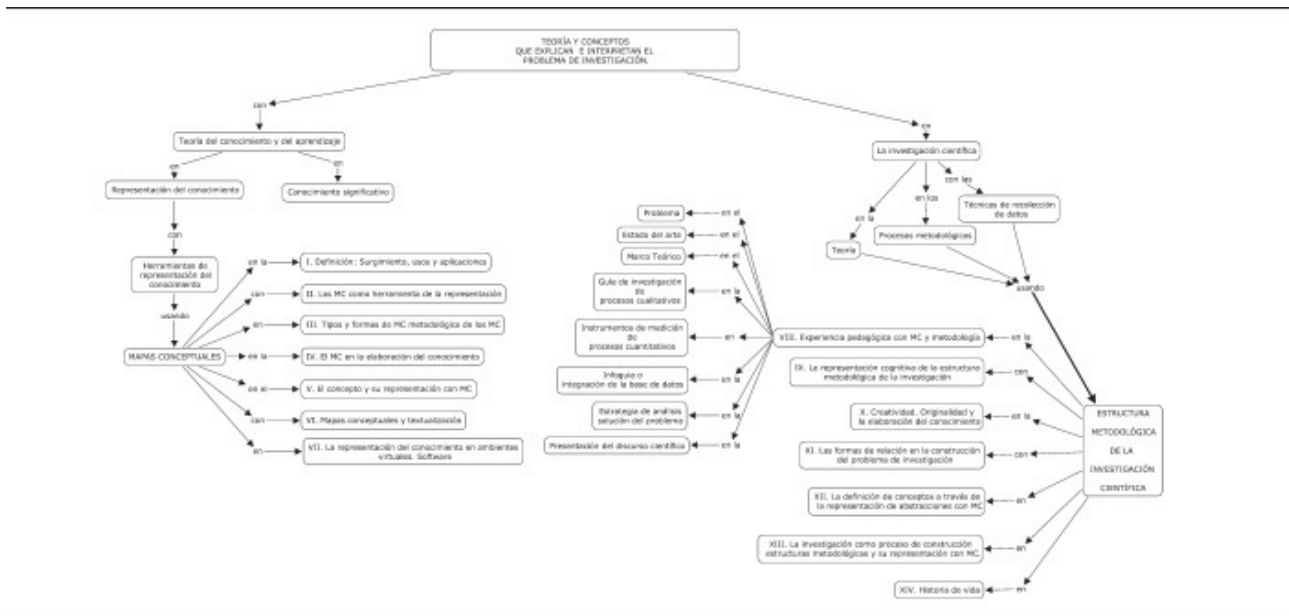 TEORÍA Y CONCEPTOS
QUE EXPLICAN E INTERPRETAN EL
PROBLEMA DE INVESTIGACIÓN.
con
en
Teoría del conocimiento y del aprendizaje
La investigación científica
en
en
Representación del conocimiento
Conocimiento significativo
con las
en los
en la
Técnicas de recolección
de datos
Procesos metodológicos
Teoría
usando
con
Herramientas de
representación del
conocimiento
usando
MAPAS CONCEPTUALES
en la
I. Definición: Surgimiento, usos y aplicaciones
con
II. Los MC como herramienta de la representación
en
III. Tipos y formas de MC metodológica de los MC
en la
IV. El MC en la elaboración del conocimiento
en el
V. El concepto y su representación con MC
con
VI. Mapas conceptuales y textualización
en
VII. La representación del conocimiento en ambientes
virtuales. Software
Problema
en el
Estado del arte
en el
Marco Teórico
en el
Guía de investigación
de
procesos cualitativos
en la
Instrumentos de medición
de
procesos cuantitativos
en
Infoguía o
integración de la base de datos
en la
Estrategia de análisis
solución del problema
en la
Presentación del discurso científico
en la
VIII. Experiencia pedagógica con MC y metodología
en la
IX. La representación cognitiva de la estructura
metodológica de la investigación
con
X. Creatividad. Originalidad y
la elaboración del conocimiento
en la
XI. Las formas de relación en la construcción
del problema de investigación
con
XII. La definición de conceptos a través de
la representación de abstracciones con MC
en
XIII. La investigación como proceso de construcción
estructuras metodológicas y su representación con MC.
en
XIV. Historia de vida
en
ESTRUCTURA
METODOLÓGICA
DE LA
INVESTIGACIÓN
CIENTÍFICA